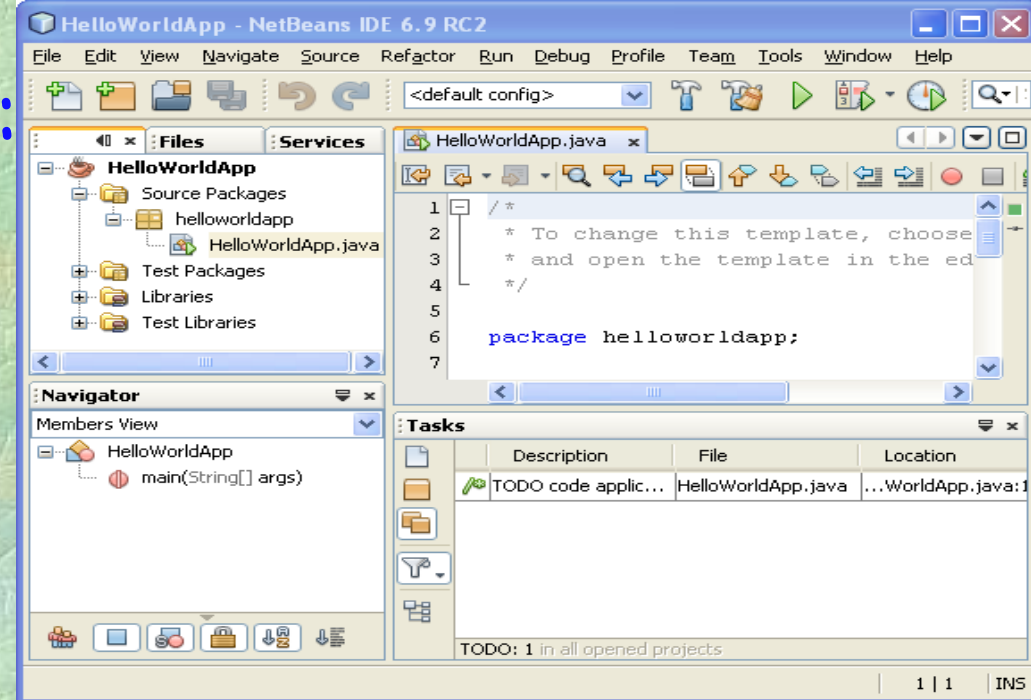 HelloWorldApp - NetBeans IDE 6.9 RC2
File Edit View Navigate Source Refactor Run Debug Profile Team Tools Window Help
<default config>
Files Services
HelloWorldApp
Source Packages
helloworldapp
HelloWorldApp.java
Test Packages
Libraries
Test Libraries
HelloWorldApp.java
1 /*
2 * To change this template, choose
3 * and open the template in the ed
4 */
5
6 package helloworldapp;
7
Navigator
Members View
HelloWorldApp
main(String[] args)
Tasks
Description File Location
TODO code applic... HelloWorldApp.java ...WorldApp.java:1
TODO: 1 in all opened projects
1 | 1 INS